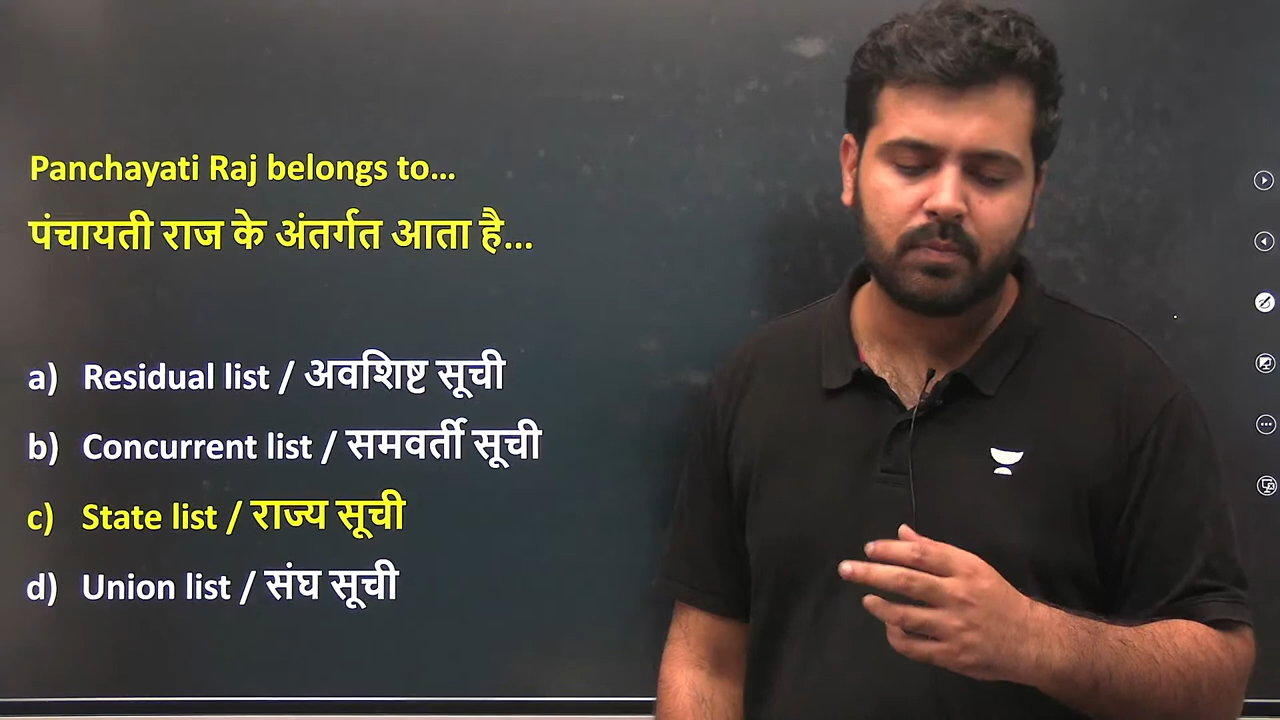 Panchayati Raj belongs to...
पंचायती राज के अंतर्गत आता है...
a) Residual list / अवशिष्ट सूची
b) Concurrent list / समवर्ती सूची
c) State list / राज्य सूची
d) Union list / संघ सूची